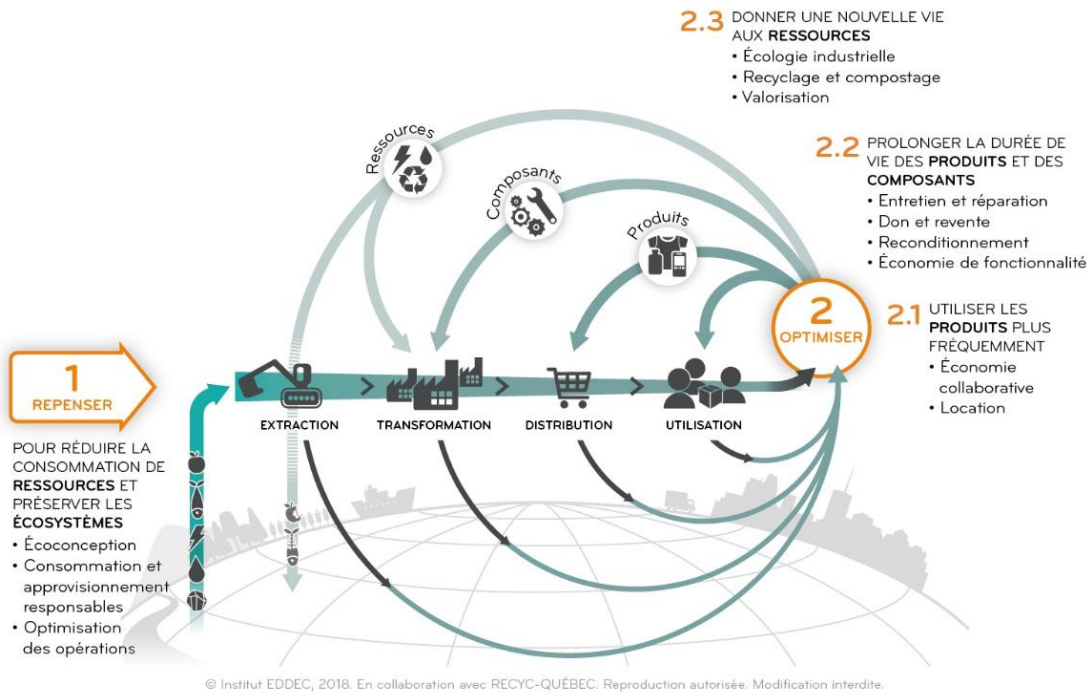 2.3 DONNER UNE NOUVELLE VIE
AUX RESSOURCES
• Écologie industrielle
• Recyclage et compostage
• Valorisation
2.2 PROLONGER LA DURÉE DE
VIE DES PRODUITS ET DES
COMPOSANTS
• Entretien et réparation
• Don et revente
• Reconditionnement
• Économie de fonctionnalité
2.1 UTILISER LES
PRODUITS PLUS
FRÉQUEMMENT
• Économie
collaborative
• Location
Ressources
Composants
Produits
2
OPTIMISER
1
REPENSER
EXTRACTION
TRANSFORMATION
DISTRIBUTION
UTILISATION
POUR RÉDUIRE LA
CONSOMMATION DE
RESSOURCES ET
PRÉSERVER LES
ÉCOSYSTÈMES
• Écoconception
• Consommation et
approvisionnement
responsables
• Optimisation
des opérations
© Institut EDDEC, 2018. En collaboration avec RECYC-QUÉBEC. Reproduction autorisée. Modification interdite.